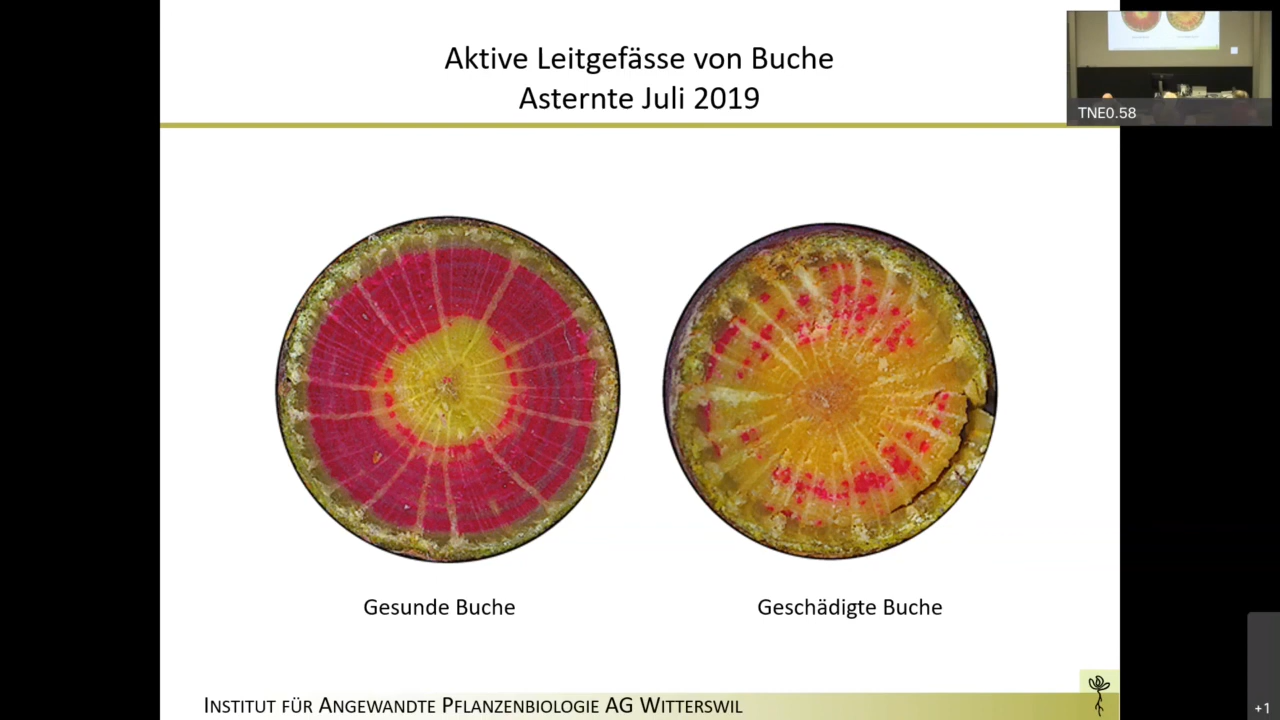 Aktive Leitgefässe von Buche
Asternte Juli 2019
TNE0.58
Gesunde Buche
Geschädigte Buche
INSTITUT FÜR ANGEWANDTE PFLANZENBIOLOGIE AG WITTERSWIL
+1